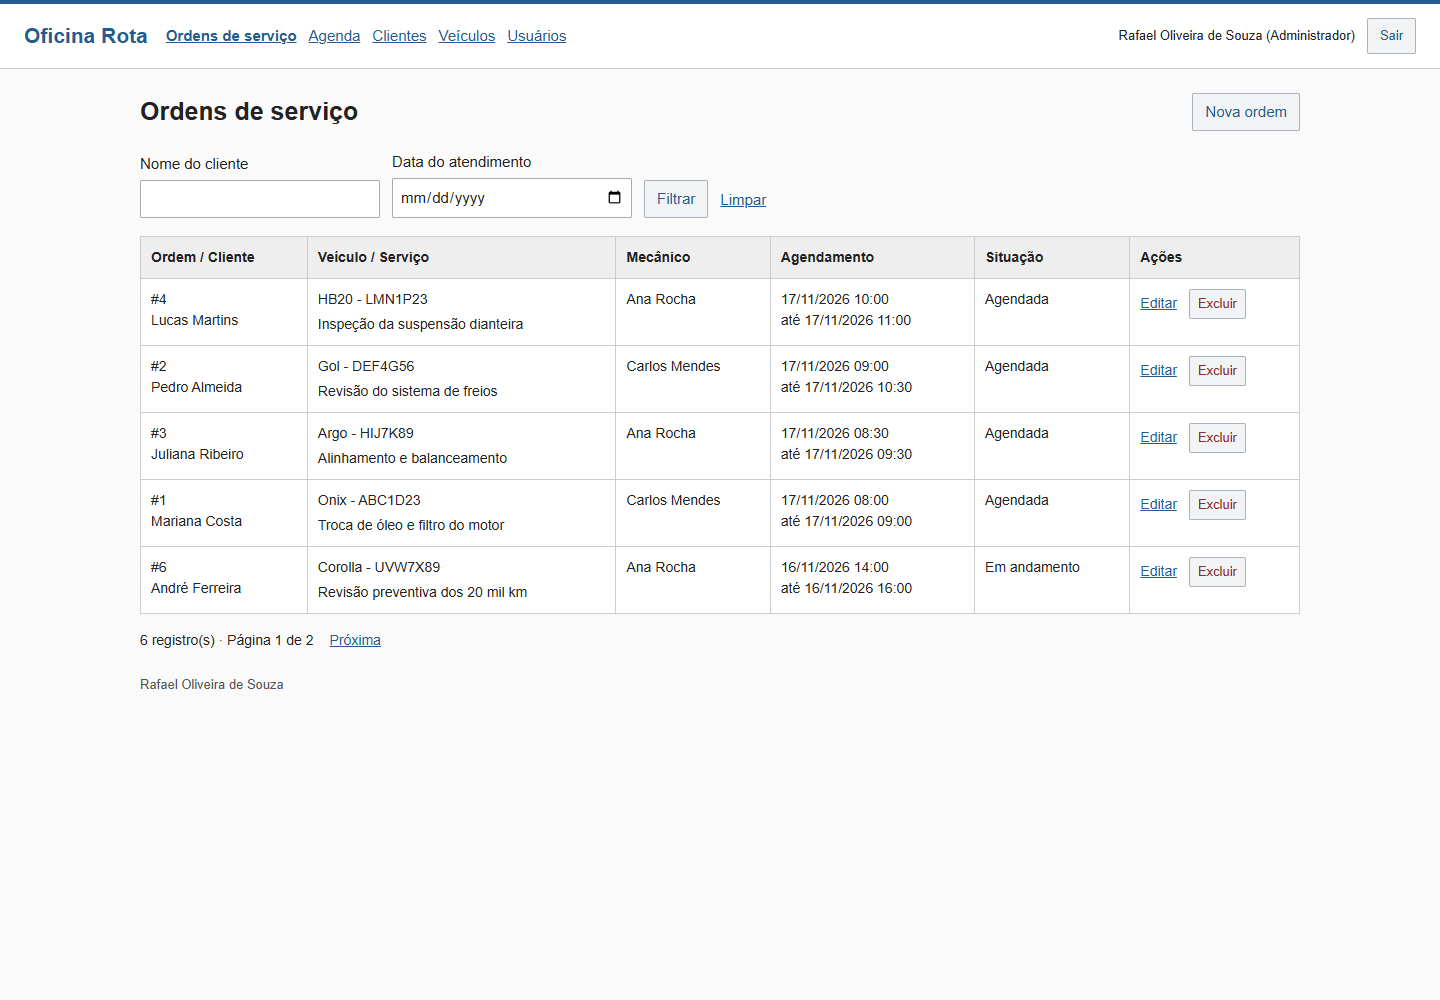 Oficina Rota Ordens de serviço Agenda Clientes Veículos Usuários Rafael Oliveira de Souza (Administrador) Sair
Ordens de serviço Nova ordem
Nome do cliente Data do atendimento
mm/dd/yyyy Filtrar Limpar
Ordem / Cliente Veículo / Serviço Mecânico Agendamento Situação Ações
#4 HB20 - LMN1P23 Ana Rocha 17/11/2026 10:00 Agendada Editar Excluir
Lucas Martins Inspeção da suspensão dianteira até 17/11/2026 11:00
#2 Gol - DEF4G56 Carlos Mendes 17/11/2026 09:00 Agendada Editar Excluir
Pedro Almeida Revisão do sistema de freios até 17/11/2026 10:30
#3 Argo - HIJ7K89 Ana Rocha 17/11/2026 08:30 Agendada Editar Excluir
Juliana Ribeiro Alinhamento e balanceamento até 17/11/2026 09:30
#1 Onix - ABC1D23 Carlos Mendes 17/11/2026 08:00 Agendada Editar Excluir
Mariana Costa Troca de óleo e filtro do motor até 17/11/2026 09:00
#6 Corolla - UVW7X89 Ana Rocha 16/11/2026 14:00 Em andamento Editar Excluir
André Ferreira Revisão preventiva dos 20 mil km até 16/11/2026 16:00
6 registro(s) · Página 1 de 2 Próxima
Rafael Oliveira de Souza